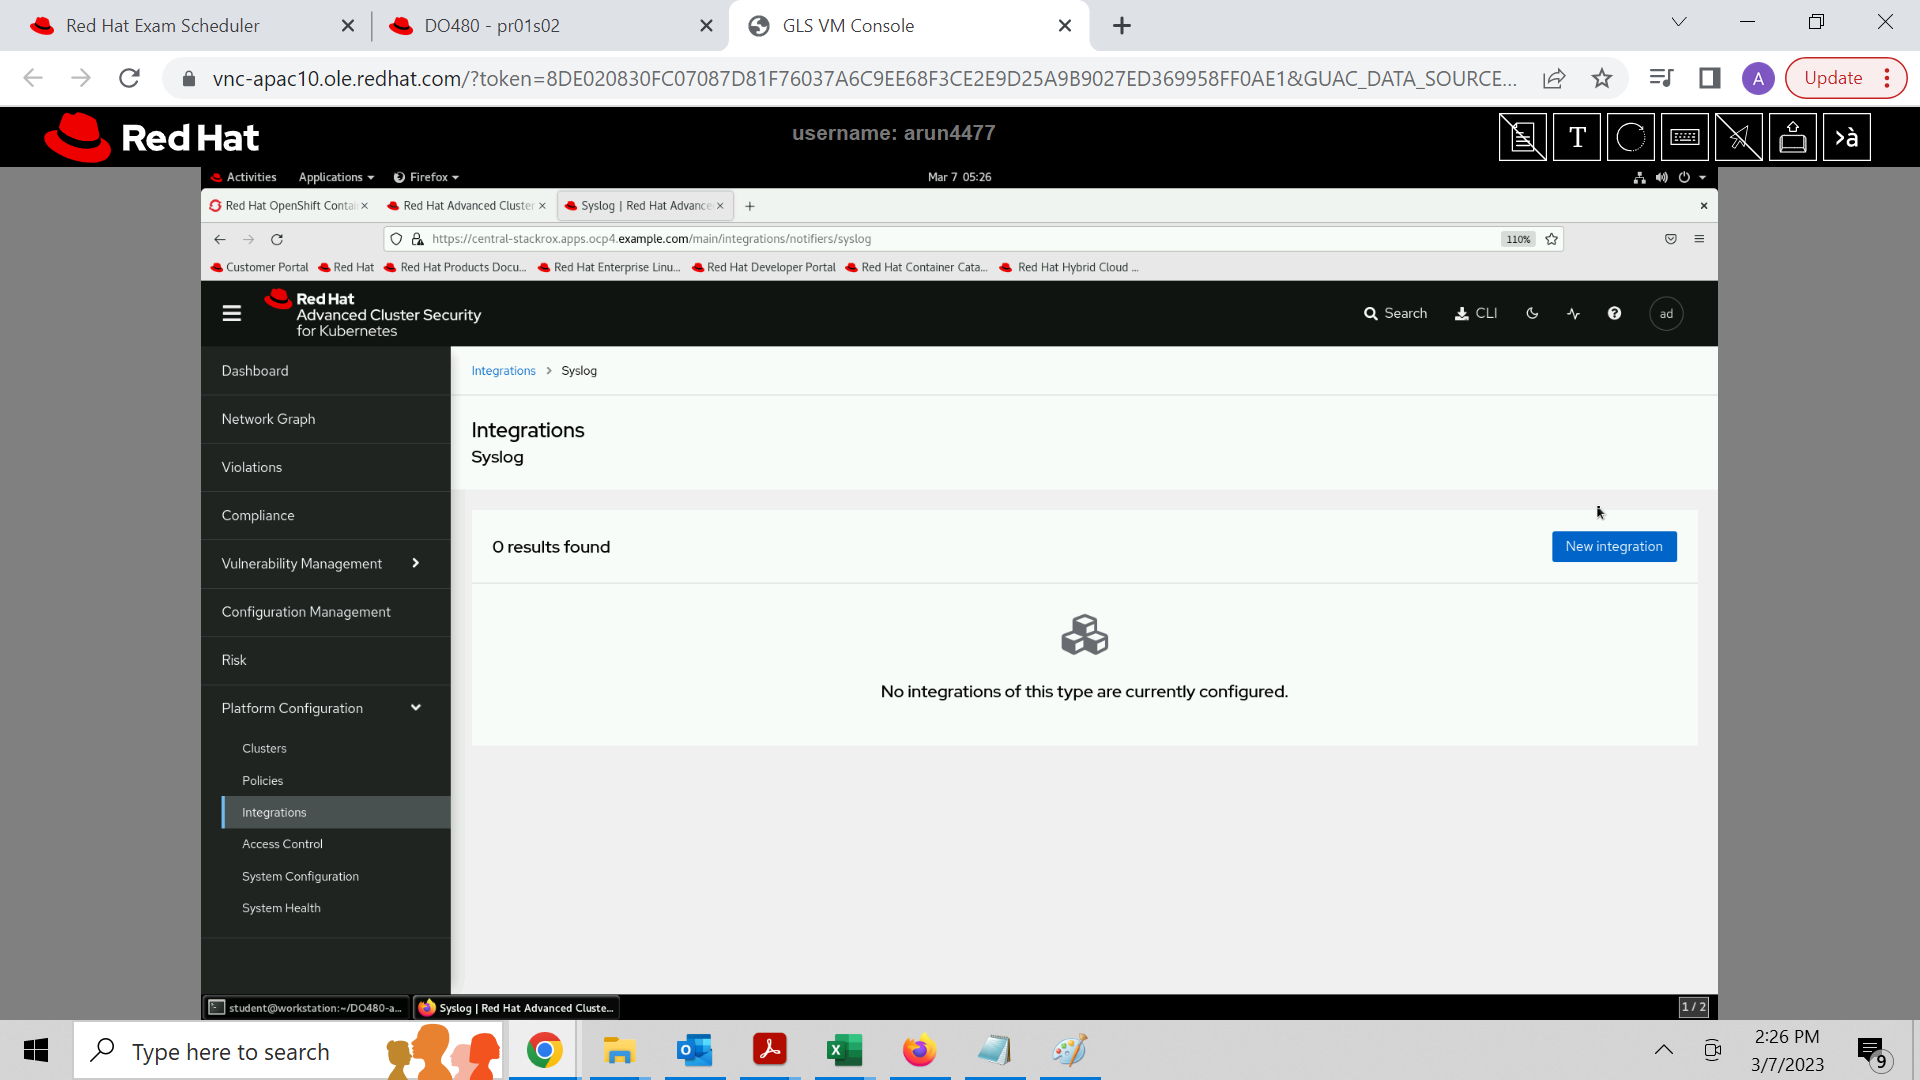 Red Hat Exam Scheduler
DO480 - pr01s02
GLS VM Console
vnc-apac10.ole.redhat.com/?token=8DE020830FC07087D81F76037A6C9EE68F3CE2E9D25A9B9027ED369958FF0AE1&GUAC_DATA_SOURCE...
A
Update
Red Hat
username: arun4477
T
>à
Activities
Applications
Firefox
Mar 7 05:26
Red Hat OpenShift Contai
Red Hat Advanced Cluster
Syslog | Red Hat Advance
https://central-stackrox.apps.ocp4.example.com/main/integrations/notifiers/syslog
110%
Customer Portal
Red Hat
Red Hat Products Docu...
Red Hat Enterprise Linu...
Red Hat Developer Portal
Red Hat Container Cata...
Red Hat Hybrid Cloud ...
Red Hat
Advanced Cluster Security
for Kubernetes
Search
CLI
ad
Dashboard
Network Graph
Violations
Compliance
Vulnerability Management
Configuration Management
Risk
Platform Configuration
Clusters
Policies
Integrations
Access Control
System Configuration
System Health
Integrations > Syslog
Integrations
Syslog
0 results found
New integration
No integrations of this type are currently configured.
student@workstation:~/DO480-a...
Syslog | Red Hat Advanced Cluste...
1 / 2
Type here to search
2:26 PM
3/7/2023
9